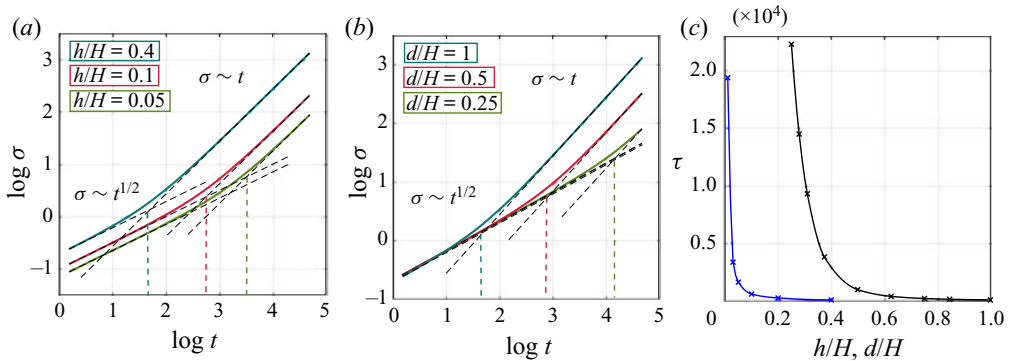 (a)
h/H = 0.4
h/H = 0.1
h/H = 0.05
σ ~ t
σ ~ t^{1/2}
log σ
3
2
1
0
−1
0 1 2 3 4 5
log t
(b)
d/H = 1
d/H = 0.5
d/H = 0.25
σ ~ t
σ ~ t^{1/2}
log σ
3
2
1
0
−1
0 1 2 3 4 5
log t
(c)
(×10⁴)
τ
2.0
1.5
1.0
0.5
0 0.2 0.4 0.6 0.8 1.0
h/H, d/H